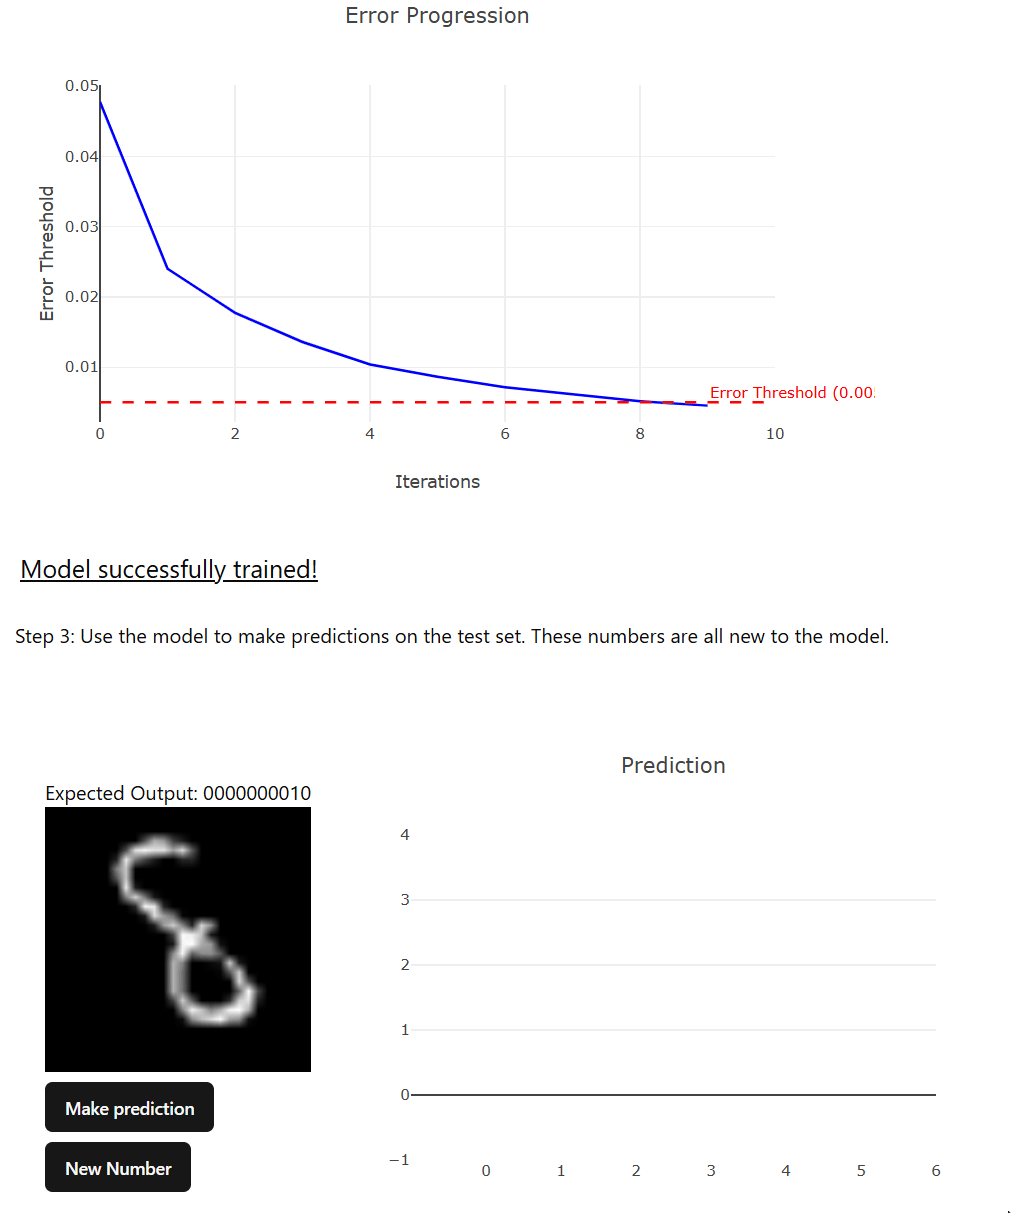 Error Progression
0.05
0.04
0.03
0.02
0.01
Error Threshold
Error Threshold (0.00
0 2 4 6 8 10
Iterations
Model successfully trained!
Step 3: Use the model to make predictions on the test set. These numbers are all new to the model.
Prediction
Expected Output: 0000000010
8
4
3
2
1
0
−1
0 1 2 3 4 5 6
Make prediction
New Number